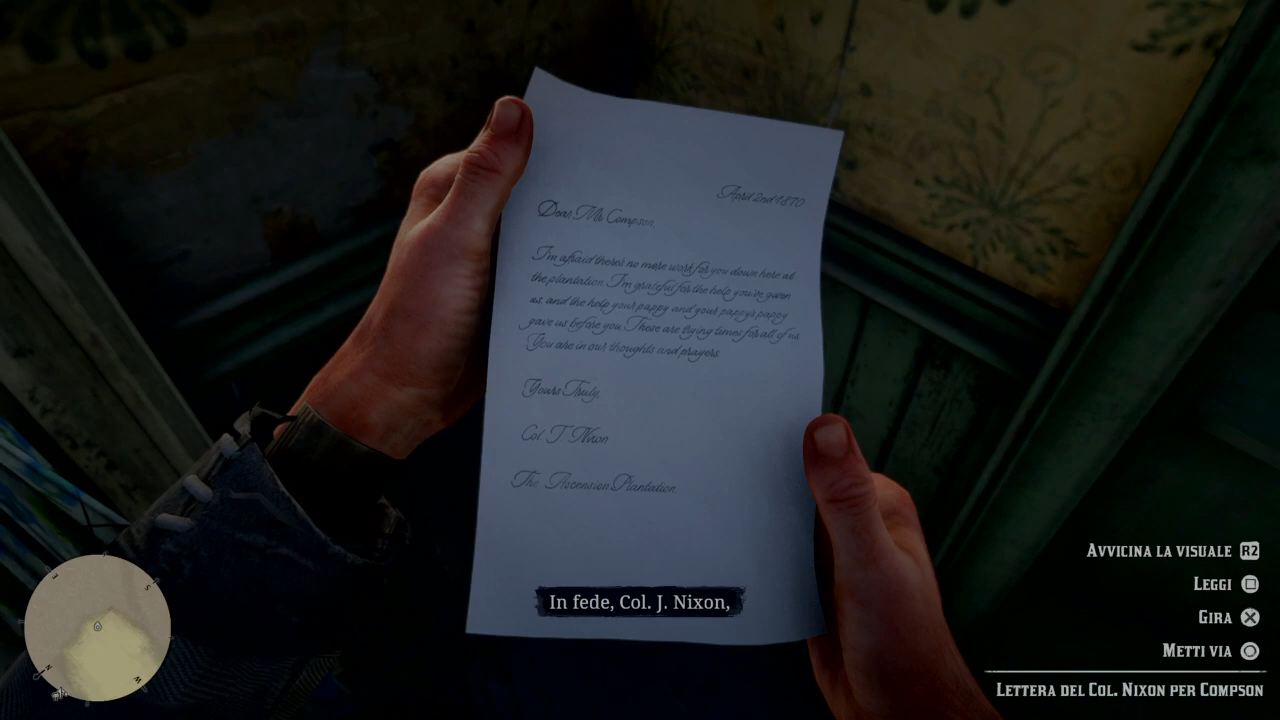 April 2nd 1870
Dear Mr Compson,
I'm afraid there's no more work for you down here at
the plantation. I'm grateful for the help you've given
us, and the help your pappy and your pappy's pappy
gave us before you. These are trying times for all of us.
You are in our thoughts and prayers.
Yours Truly,
Col. J. Nixon
The Ascension Plantation.
In fede, Col. J. Nixon,
AVVICINA LA VISUALE R2
LEGGI
GIRA
METTI VIA
LETTERA DEL COL. NIXON PER COMPSON